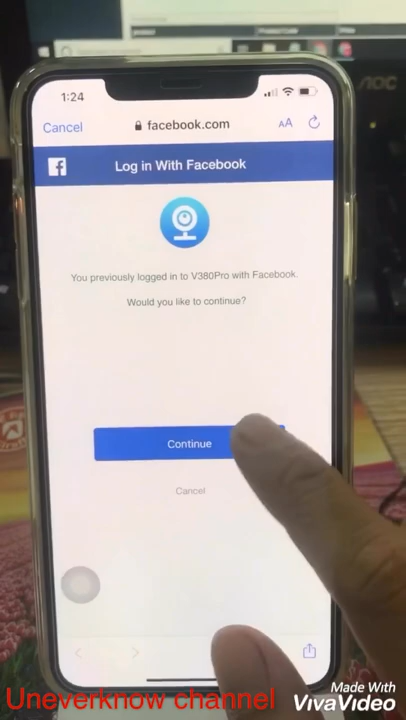 1:24
Cancel
facebook.com
AA
Log in With Facebook
You previously logged in to V380Pro with Facebook.
Would you like to continue?
Continue
Cancel
AOC
Uneverknow channel
Made With
VivaVideo